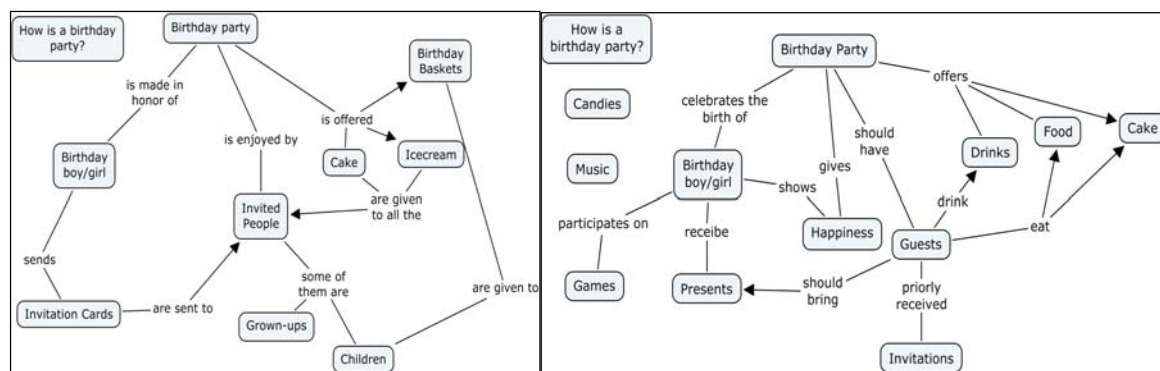 How is a birthday
party?
Birthday party
Birthday
Baskets
is made in
honor of
is offered
is enjoyed by
Birthday
boy/girl
Cake
Icecream
are given
to all the
Invited
People
sends
some of
them are
are given to
Invitation Cards
are sent to
Grown-ups
Children
How is a
birthday party?
Birthday Party
offers
Candies
celebrates the
birth of
should
have
Food
Cake
Drinks
Music
Birthday
boy/girl
gives
shows
drink
participates on
receibe
Happiness
Guests
eat
Games
Presents
should
bring
priorly
received
Invitations